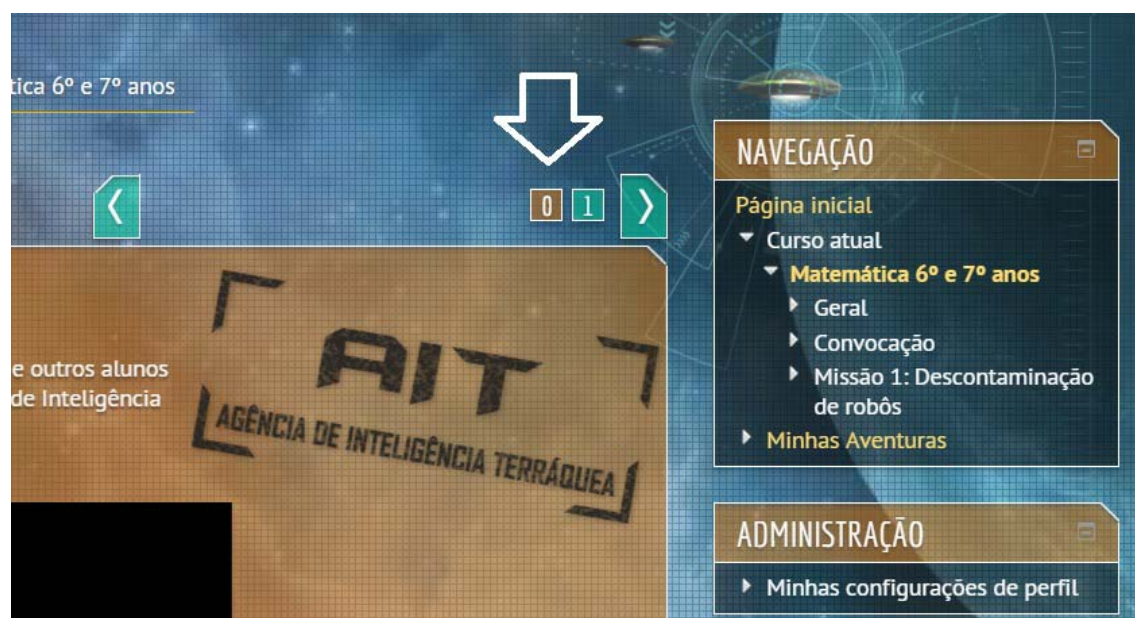 tica 6º e 7º anos
0 1
e outros alunos
de Inteligência
AIT
AGÊNCIA DE INTELIGÊNCIA TERRÁQUEA
NAVEGAÇÃO
Página inicial
Curso atual
Matemática 6º e 7º anos
Geral
Convocação
Missão 1: Descontaminação
de robôs
Minhas Aventuras
ADMINISTRAÇÃO
Minhas configurações de perfil